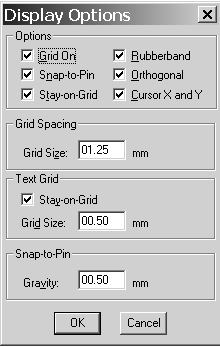 Display Options
Options
Grid On
Rubberband
Snap-to-Pin
Orthogonal
Stay-on-Grid
Cursor X and Y
Grid Spacing
Grid Size: 01.25 mm
Text Grid
Stay-on-Grid
Grid Size: 00.50 mm
Snap-to-Pin
Gravity: 00.50 mm
OK Cancel